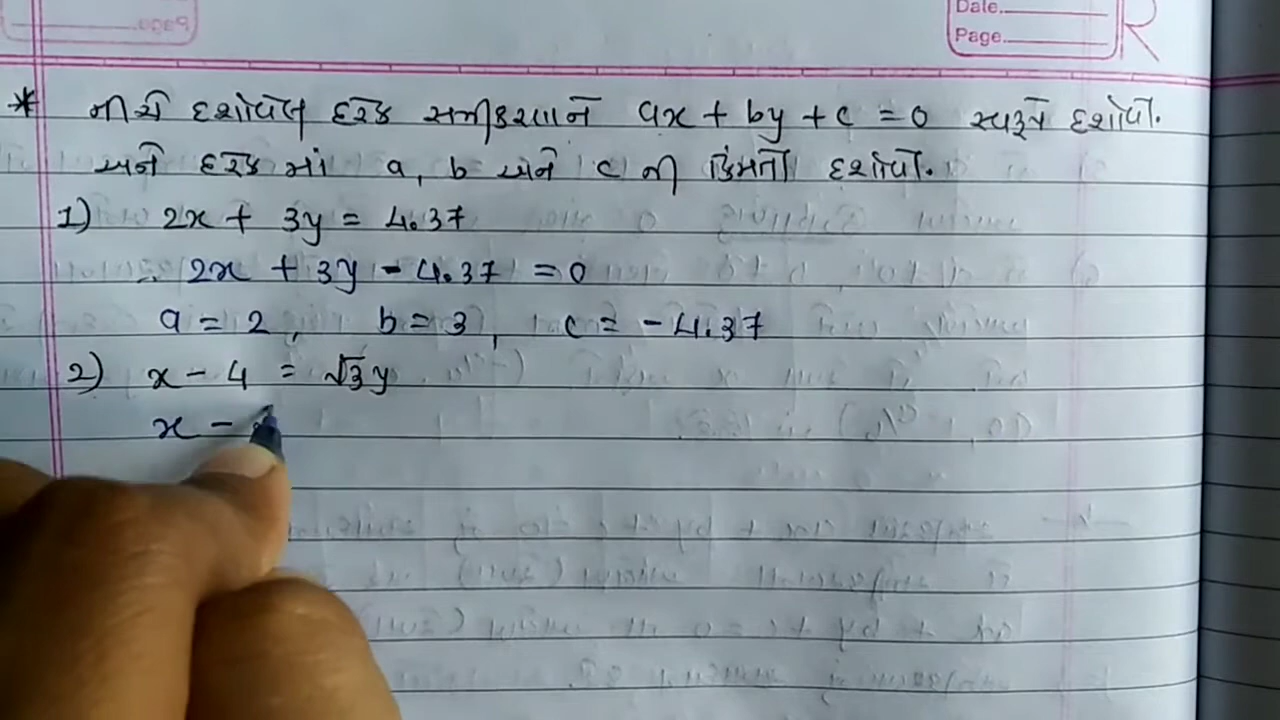 Date.
Page.
* નીચે દર્શાવેલ દરેક સમીકરણને ax + by + c = 0 સ્વરૂપે દર્શાવો.
અને દરેક માં a, b અને c ની કિંમતો દર્શાવો.
1) 2x + 3y = 4.37
2x + 3y - 4.37 = 0
a = 2, b = 3, c = - 4.37
2) x - 4 = √3y
x -